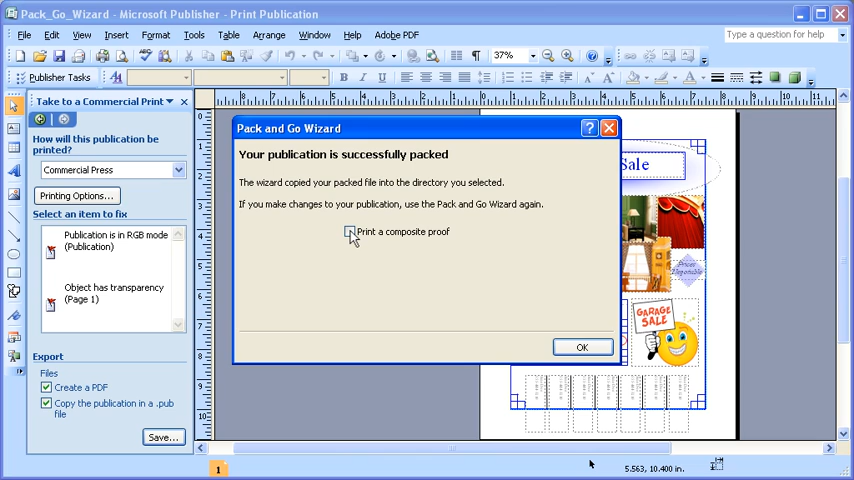 Pack_Go_Wizard - Microsoft Publisher - Print Publication
File Edit View Insert Format Tools Table Arrange Window Help Adobe PDF
Type a question for help
37%
Publisher Tasks
Take to a Commercial Print
How will this publication be
printed?
Commercial Press
Printing Options...
Select an item to fix
Publication is in RGB mode
(Publication)
Object has transparency
(Page 1)
Export
Files
Create a PDF
Copy the publication in a .pub
file
Save...
Pack and Go Wizard
Your publication is successfully packed
The wizard copied your packed file into the directory you selected.
If you make changes to your publication, use the Pack and Go Wizard again.
Print a composite proof
OK
Sale
Prices
Negotiable
GARAGE
SALE
1
5.563, 10.400 in.